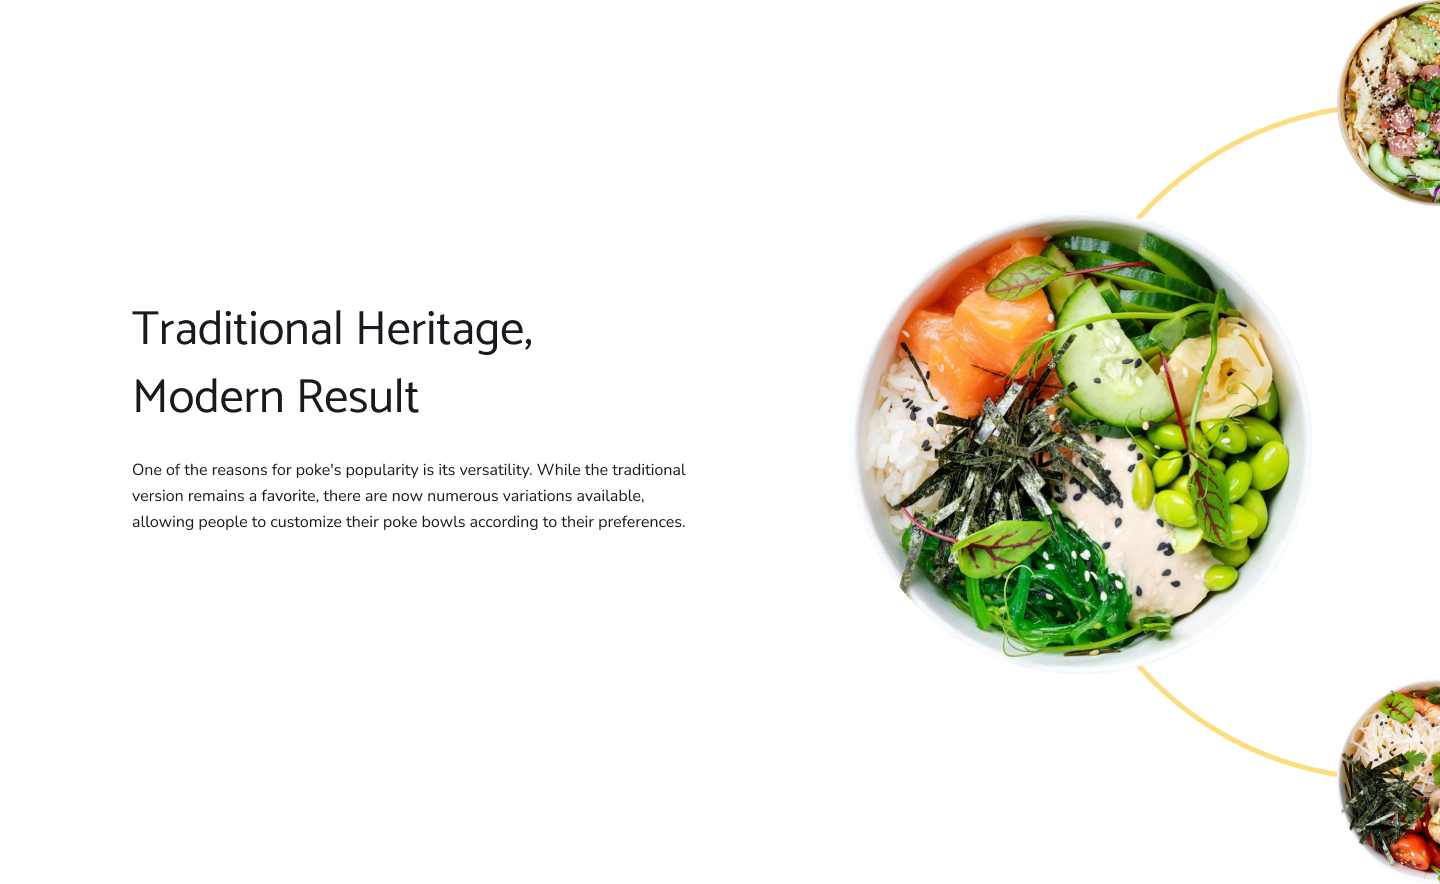 Traditional Heritage,
Modern Result
One of the reasons for poke's popularity is its versatility. While the traditional
version remains a favorite, there are now numerous variations available,
allowing people to customize their poke bowls according to their preferences.